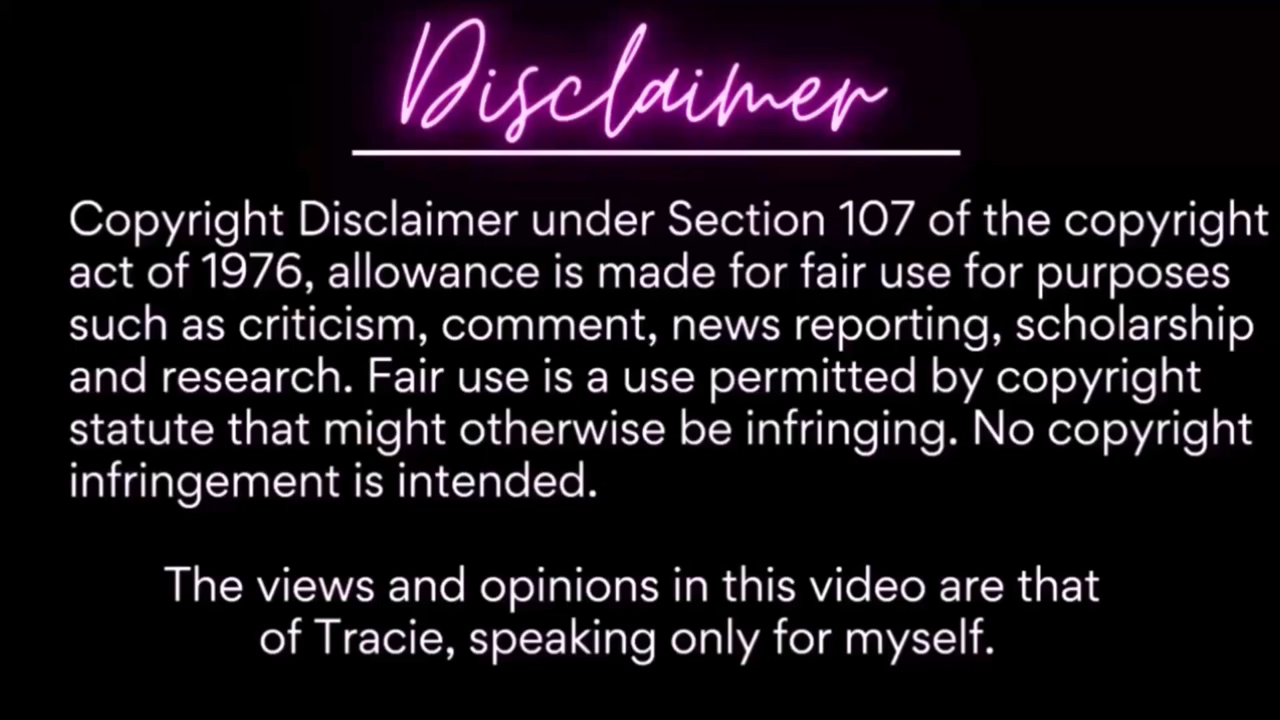 Disclaimer
Copyright Disclaimer under Section 107 of the copyright
act of 1976, allowance is made for fair use for purposes
such as criticism, comment, news reporting, scholarship
and research. Fair use is a use permitted by copyright
statute that might otherwise be infringing. No copyright
infringement is intended.
The views and opinions in this video are that
of Tracie, speaking only for myself.